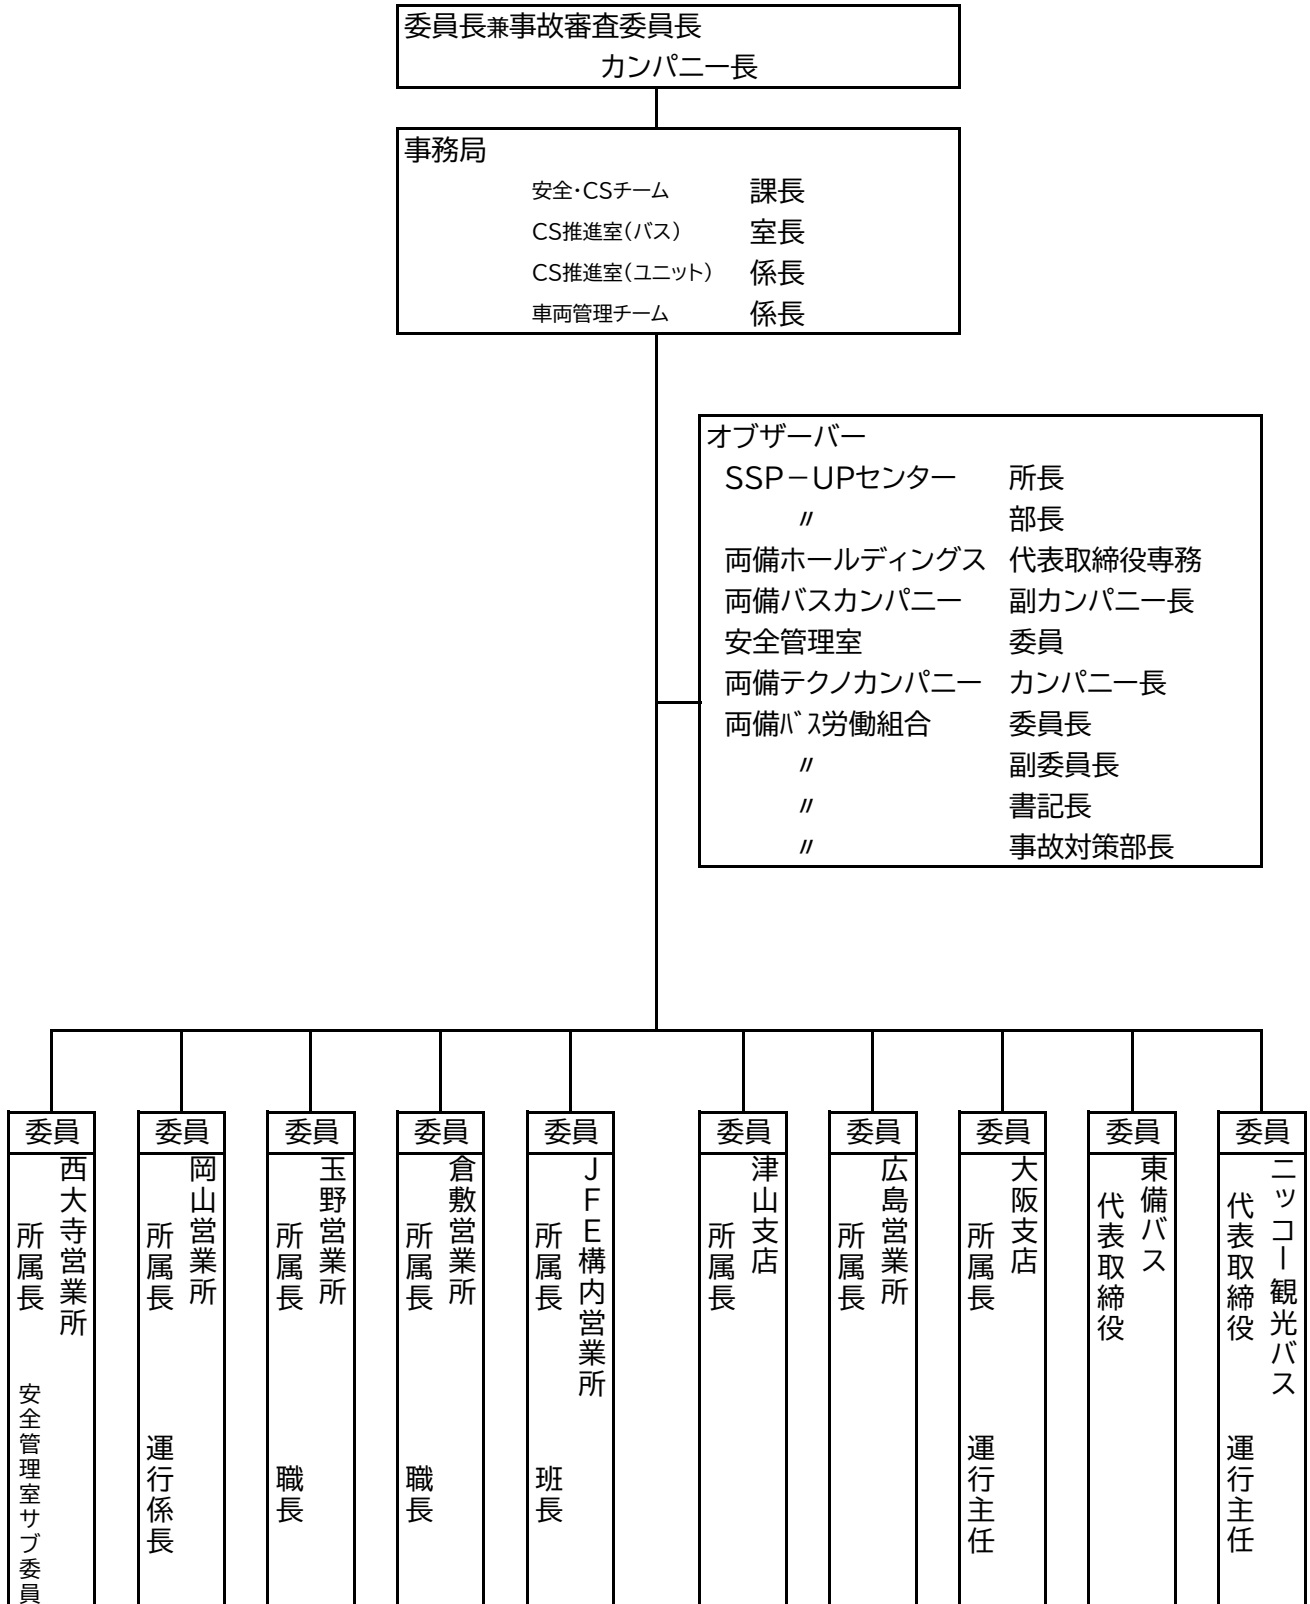 委員長兼事故審査委員長
カンパニー長
事務局
安全・CSチーム 課長
CS推進室(バス) 室長
CS推進室(ユニット) 係長
車両管理チーム 係長
オブザーバー
SSP－UPセンター 所長
〃 部長
両備ホールディングス 代表取締役専務
両備バスカンパニー 副カンパニー長
安全管理室 委員
両備テクノカンパニー カンパニー長
両備ﾊﾞｽ労働組合 委員長
〃 副委員長
〃 書記長
〃 事故対策部長
委員
西大寺営業所
所属長
安全管理室サブ委員
委員
岡山営業所
所属長
運行係長
委員
玉野営業所
所属長
職長
委員
倉敷営業所
所属長
職長
委員
JFE構内営業所
所属長
班長
委員
津山支店
所属長
委員
広島営業所
所属長
委員
大阪支店
所属長
運行主任
委員
東備バス
代表取締役
委員
ニッコー観光バス
代表取締役
運行主任